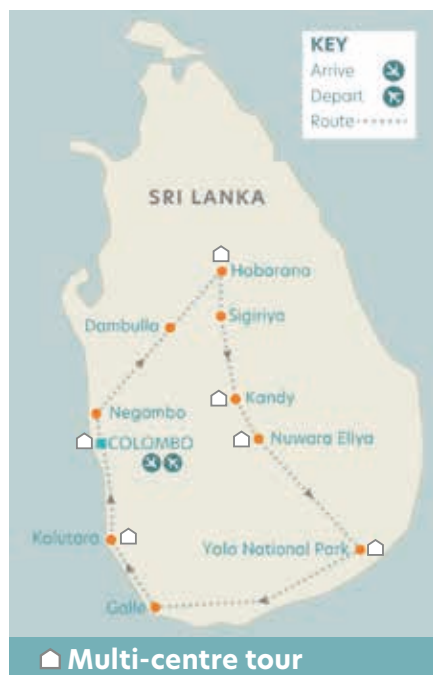 KEY
Arrive
Depart
Route
SRI LANKA
Habarana
Sigiriya
Dambulla
Kandy
Negombo
Nuwara Eliya
COLOMBO
Kalutara
Yala National Park
Galle
Multi-centre tour